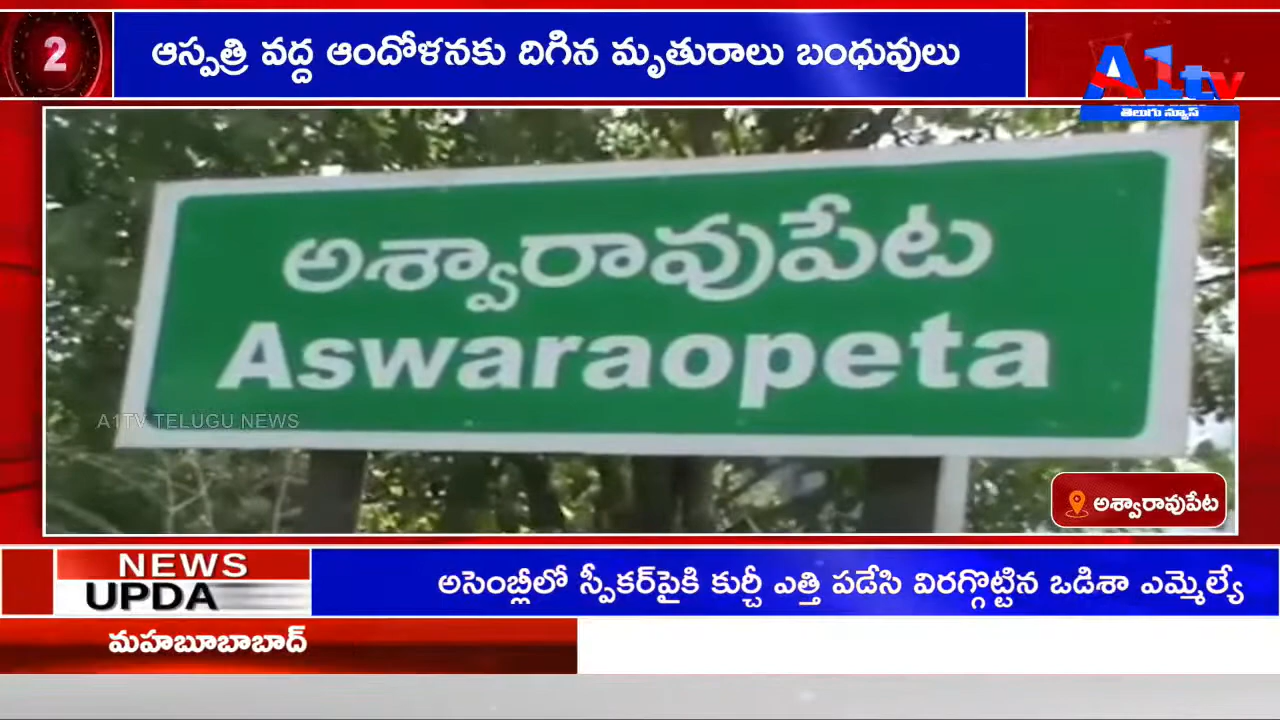 2
ఆస్పత్రి వద్ద ఆందోళనకు దిగిన మృతురాలు బంధువులు
A1tv
తెలుగు న్యూస్
అశ్వారావుపేట
Aswaraopeta
A1TV TELUGU NEWS
అశ్వారావుపేట
NEWS
UPDA
అసెంబ్లీలో స్పీకర్‌పైకి కుర్చీ ఎత్తి పడేసి విరగ్గొట్టిన ఒడిశా ఎమ్మెల్యే
మహబూబాబాద్